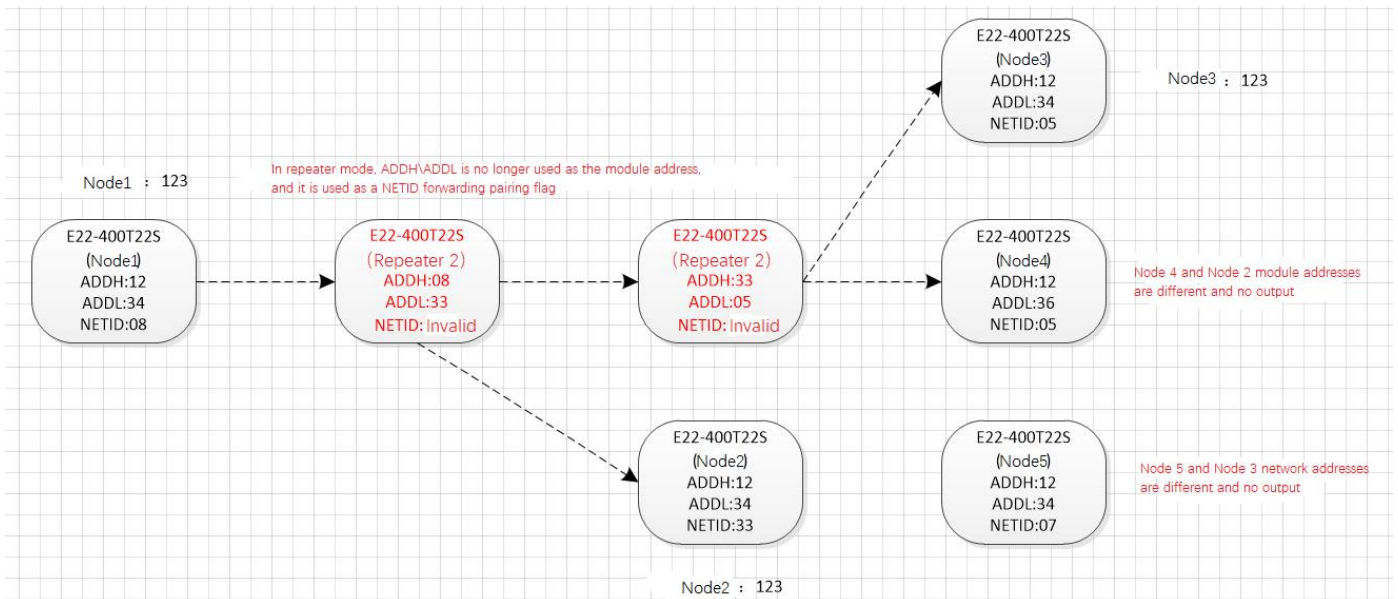 E22-400T22S
(Node3)
ADDH:12
ADDL:34
NETID:05
Node3 : 123
Node1 : 123
In repeater mode, ADDH\ADDL is no longer used as the module address,
and it is used as a NETID forwarding pairing flag
E22-400T22S
(Node1)
ADDH:12
ADDL:34
NETID:08
E22-400T22S
(Repeater 2)
ADDH:08
ADDL:33
NETID: Invalid
E22-400T22S
(Repeater 2)
ADDH:33
ADDL:05
NETID: Invalid
E22-400T22S
(Node4)
ADDH:12
ADDL:36
NETID:05
Node 4 and Node 2 module addresses
are different and no output
E22-400T22S
(Node2)
ADDH:12
ADDL:34
NETID:33
E22-400T22S
(Node5)
ADDH:12
ADDL:34
NETID:07
Node 5 and Node 3 network addresses
are different and no output
Node2 : 123